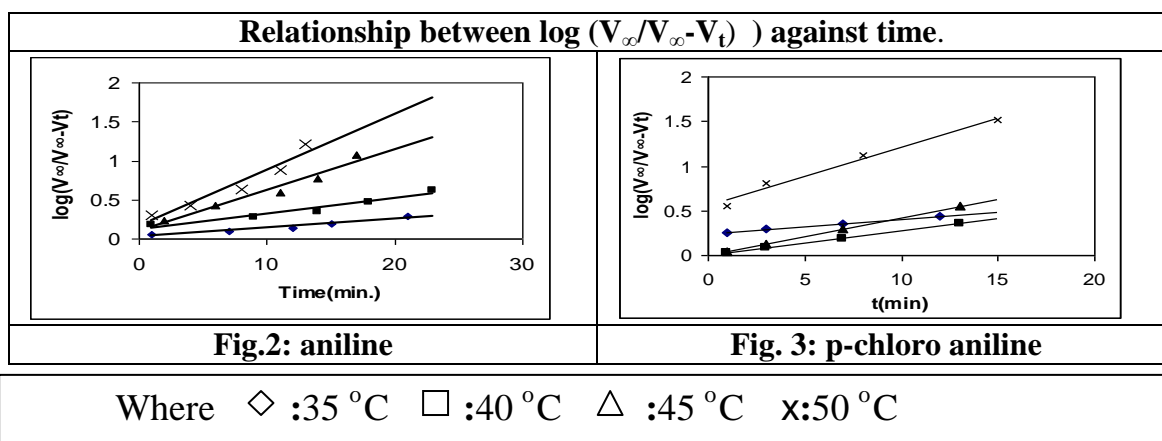 Relationship between log (V∞/V∞-Vt) ) against time.
log(V∞/V∞-Vt)
2
1.5
1
0.5
0
0 10 20 30
Time(min.)
log(V∞/V∞-Vt)
2
1.5
1
0.5
0
0 5 10 15 20
t(min)
Fig.2: aniline
Fig. 3: p-chloro aniline
Where ◇ :35 °C □ :40 °C △ :45 °C x:50 °C